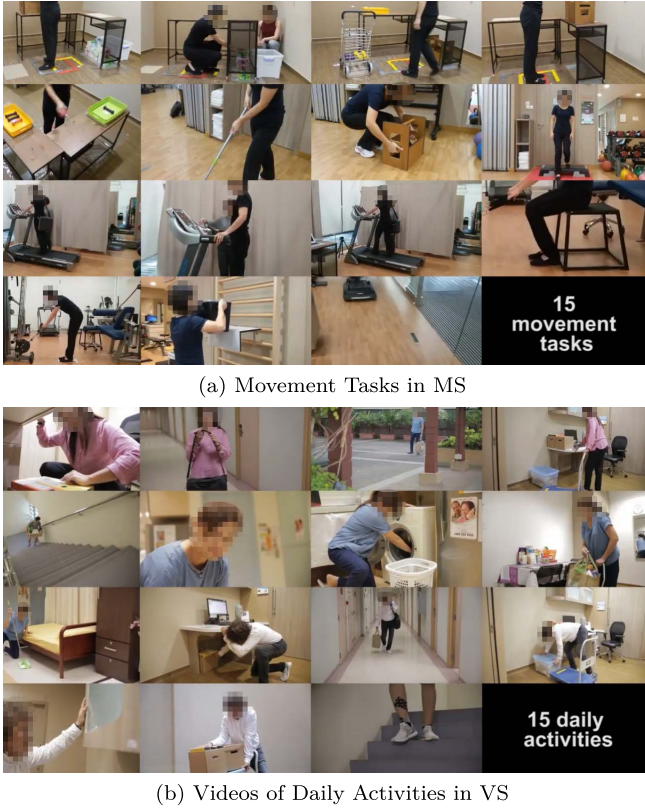 15
movement
tasks
(a) Movement Tasks in MS
15 daily
activities
(b) Videos of Daily Activities in VS